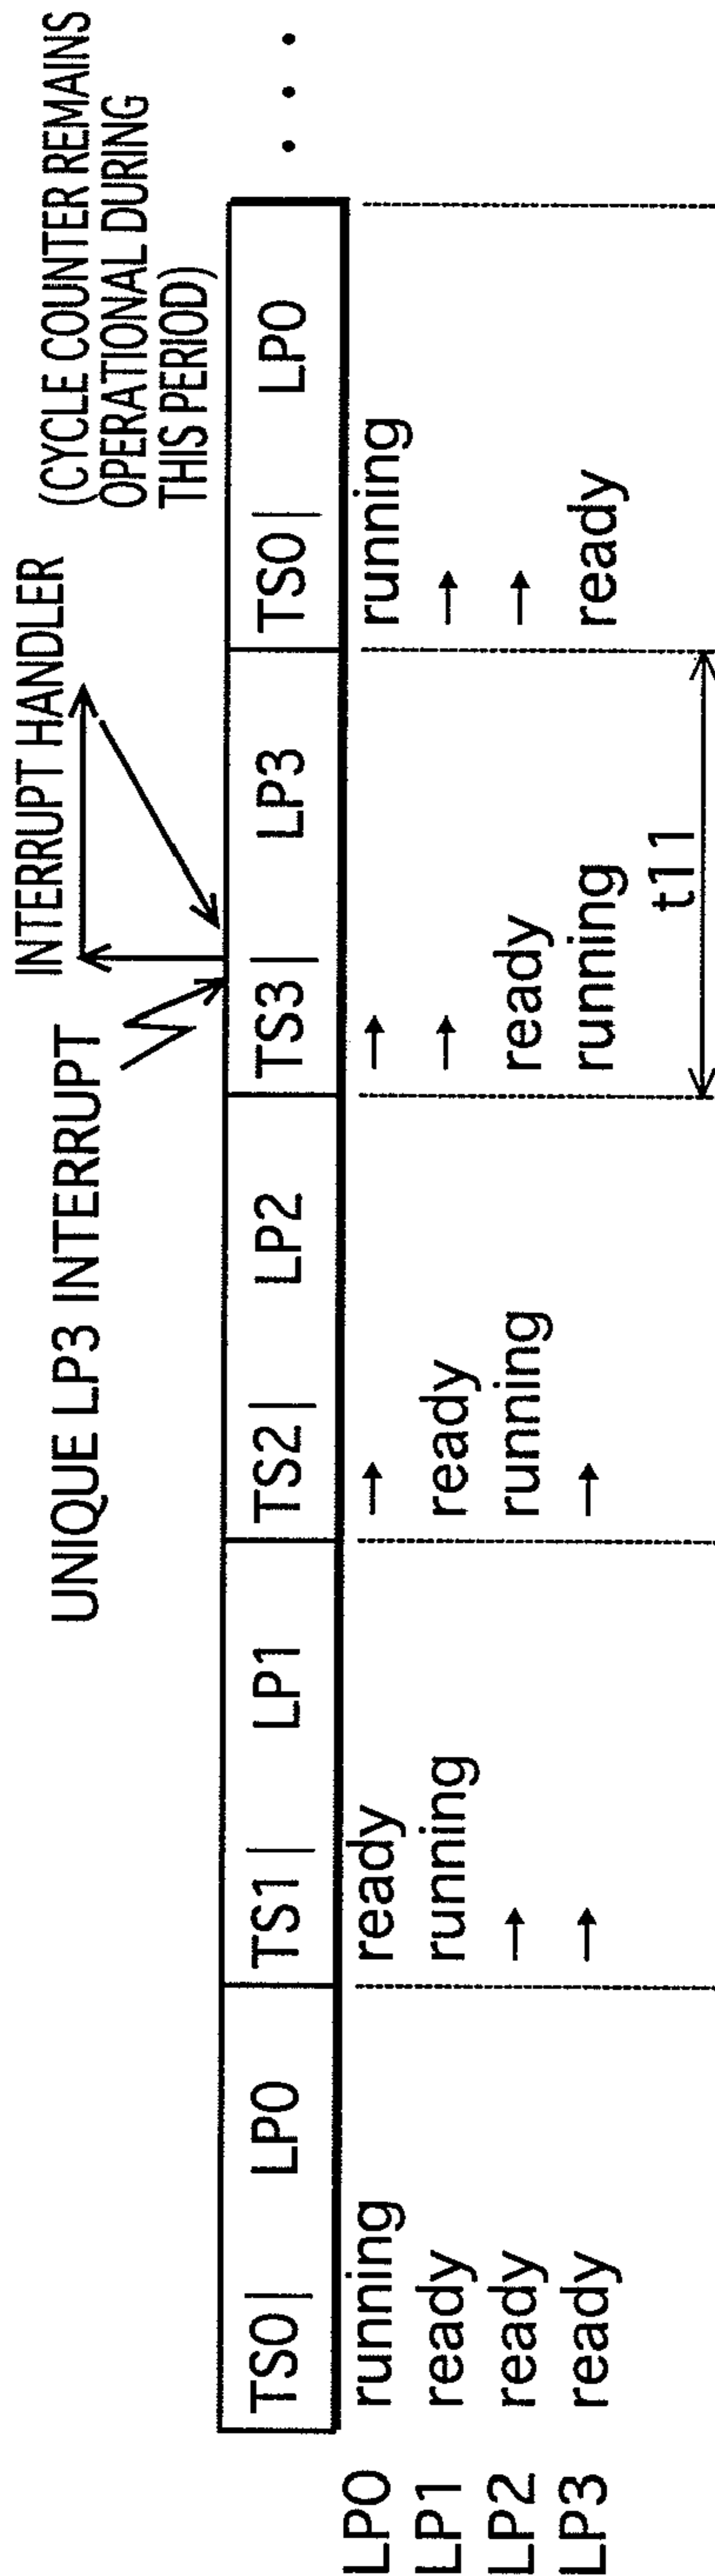 UNIQUE LP3 INTERRUPT
INTERRUPT HANDLER
(CYCLE COUNTER REMAINS
OPERATIONAL DURING
THIS PERIOD)
TS0 | LP0 TS1 | LP1 TS2 | LP2 TS3 | LP3 TS0 | LP0 • • •
LP0 running ready → → running
LP1 ready running ready → →
LP2 ready → running ready →
LP3 ready → → running ready
t11